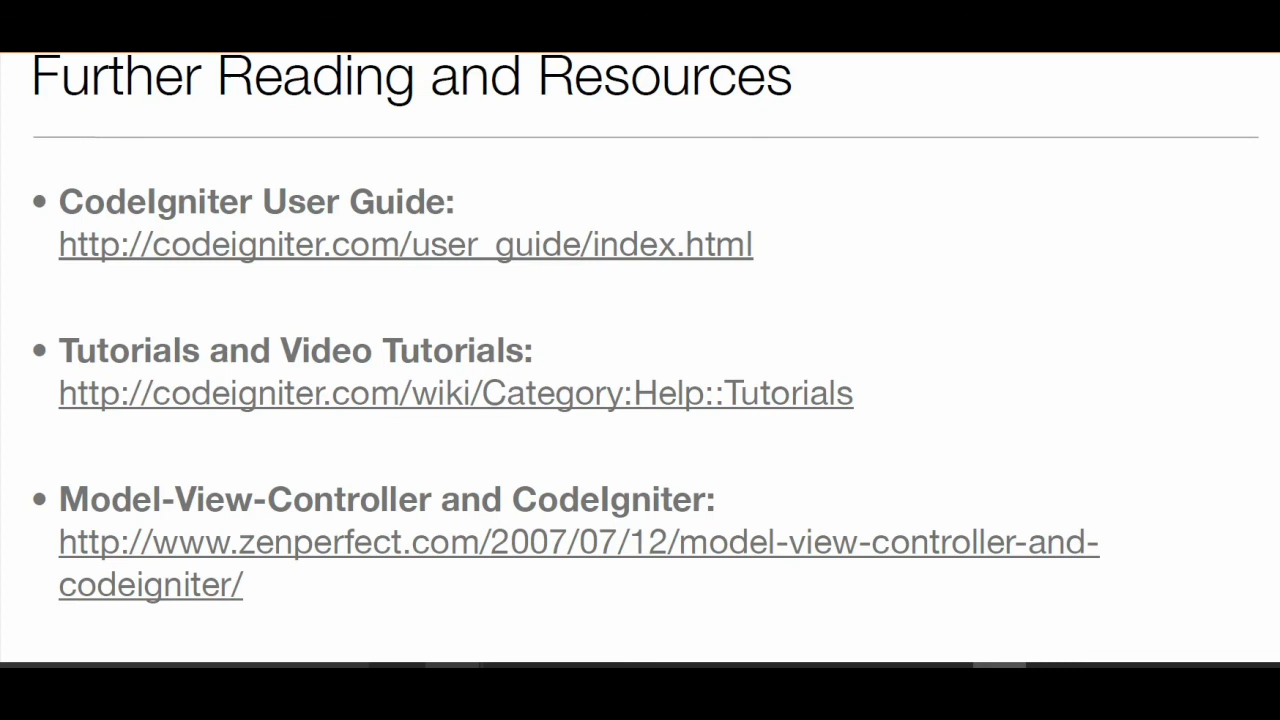 Further Reading and Resources
• CodeIgniter User Guide:
http://codeigniter.com/user_guide/index.html
• Tutorials and Video Tutorials:
http://codeigniter.com/wiki/Category:Help::Tutorials
• Model-View-Controller and CodeIgniter:
http://www.zenperfect.com/2007/07/12/model-view-controller-and-
codeigniter/